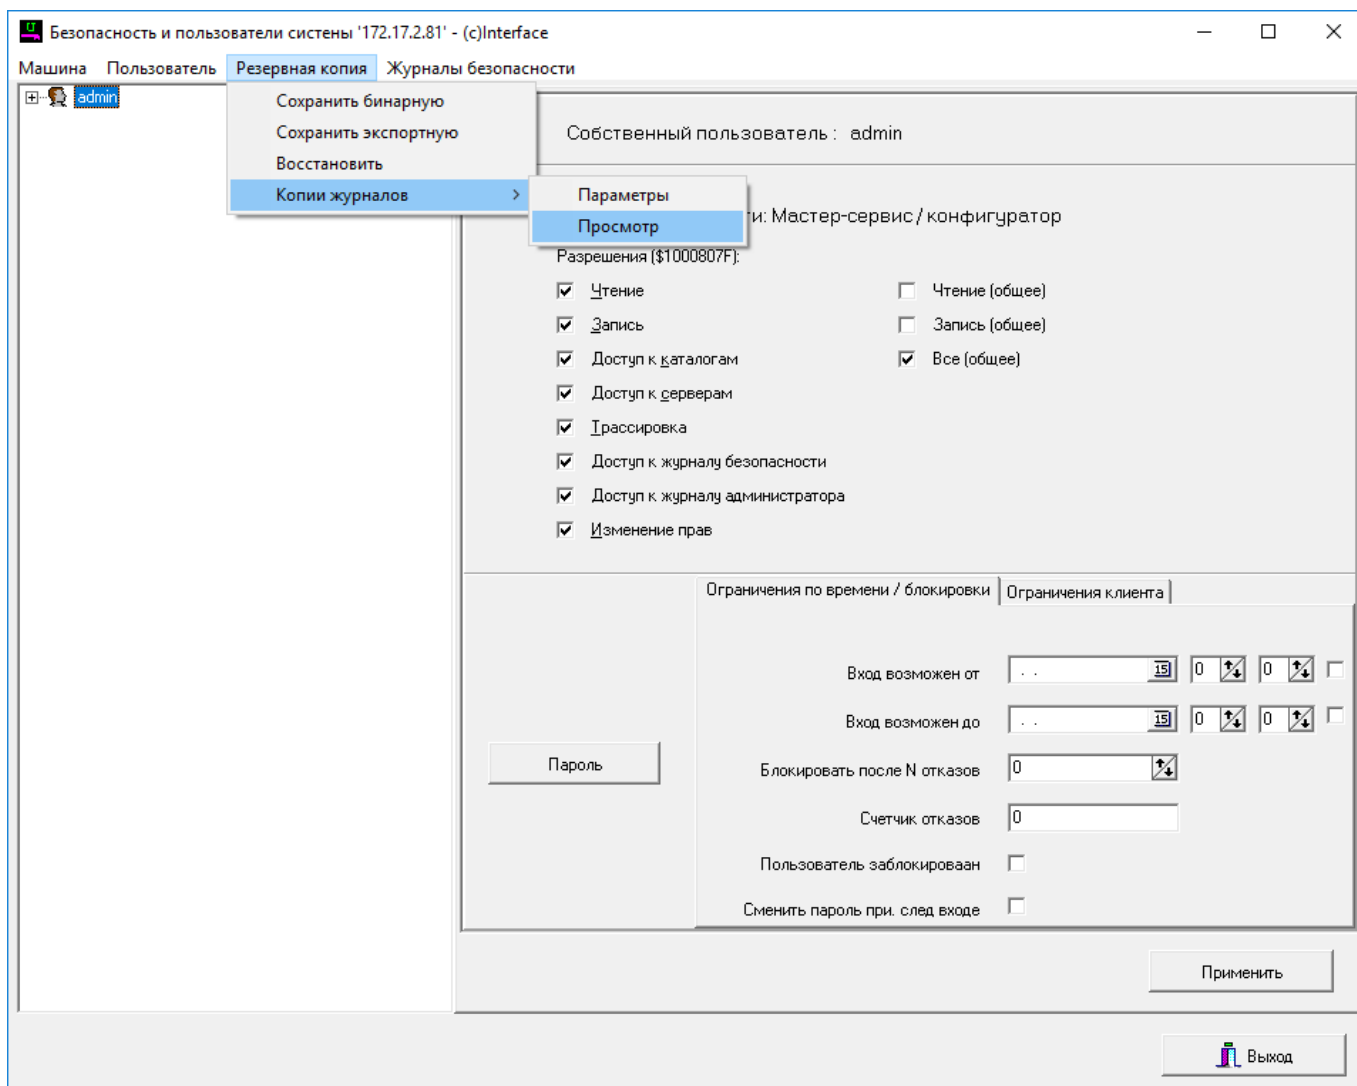 Безопасность и пользователи системы '172.17.2.81' - (c)Interface
Машина Пользователь Резервная копия Журналы безопасности
admin
Сохранить бинарную
Сохранить экспортную
Восстановить
Копии журналов
Параметры
Просмотр
Собственный пользователь : admin
и: Мастер-сервис / конфигуратор
Разрешения ($1000807F):
Чтение Чтение (общее)
Запись Запись (общее)
Доступ к каталогам Все (общее)
Доступ к серверам
Трассировка
Доступ к журналу безопасности
Доступ к журналу администратора
Изменение прав
Ограничения по времени / блокировки Ограничения клиента
Вход возможен от . . 15 0 0
Вход возможен до . . 15 0 0
Пароль
Блокировать после N отказов 0
Счетчик отказов 0
Пользователь заблокироваан
Сменить пароль при. след входе
Применить
Выход